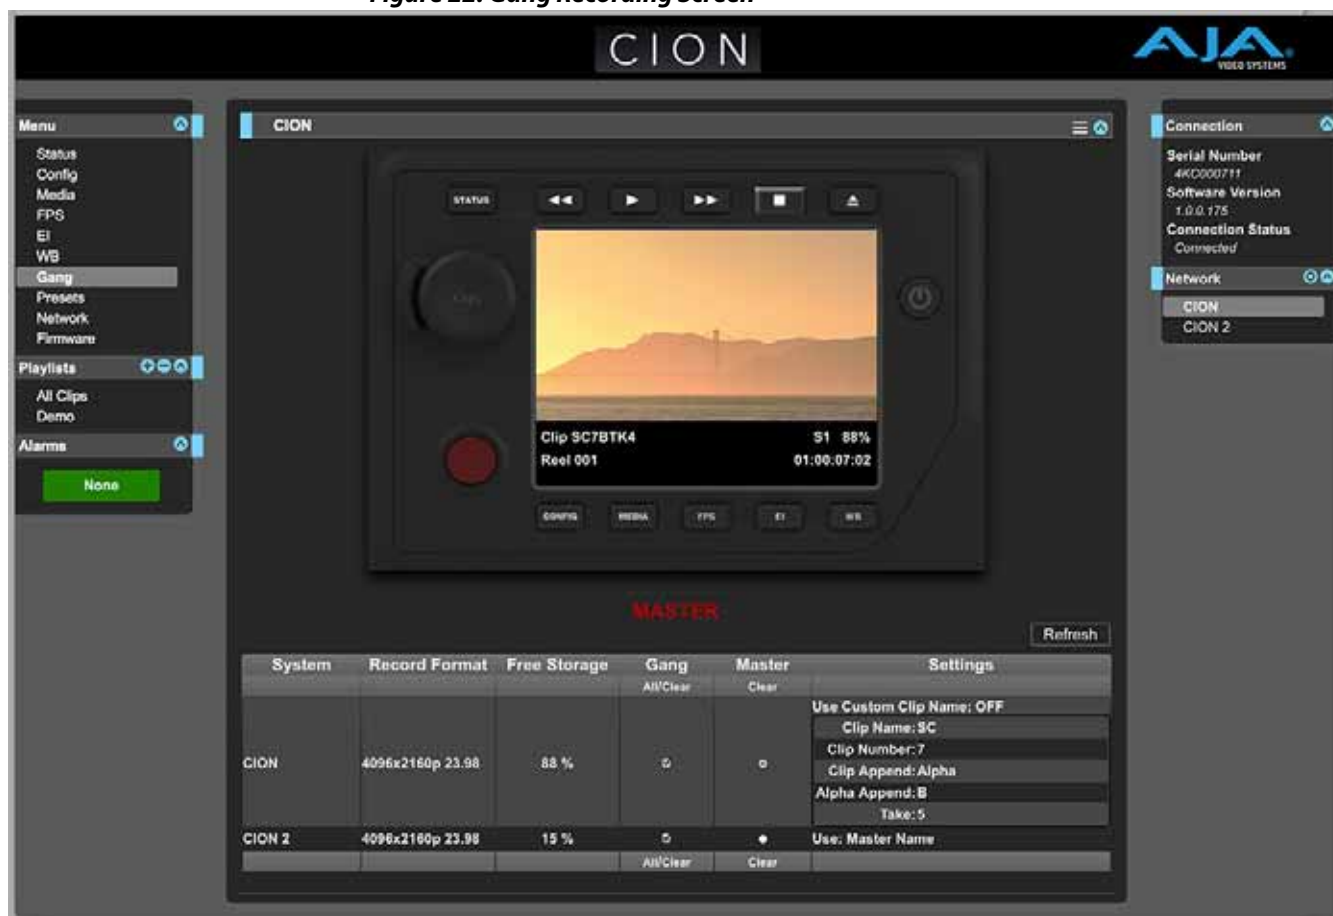 Figure 22. Gang Recording Screen
CION
AJA
VIDEO SYSTEMS
Menu
Status
Config
Media
FPS
EI
WB
Gang
Presets
Network
Firmware
Playlists
All Clips
Demo
Alarms
None
CION
STATUS
Clip SC7BTK4 S1 88%
Reel 001 01:00:07:02
CONFIG MEDIA FPS EI WB
MASTER
Refresh
System Record Format Free Storage Gang Master Settings
All/Clear Clear
CION 4096x2160p 23.98 88 %
Use Custom Clip Name: OFF
Clip Name: SC
Clip Number: 7
Clip Append: Alpha
Alpha Append: B
Take: 5
CION 2 4096x2160p 23.98 15 % Use: Master Name
All/Clear Clear
Connection
Serial Number
4KC000711
Software Version
1.0.0.175
Connection Status
Connected
Network
CION
CION 2